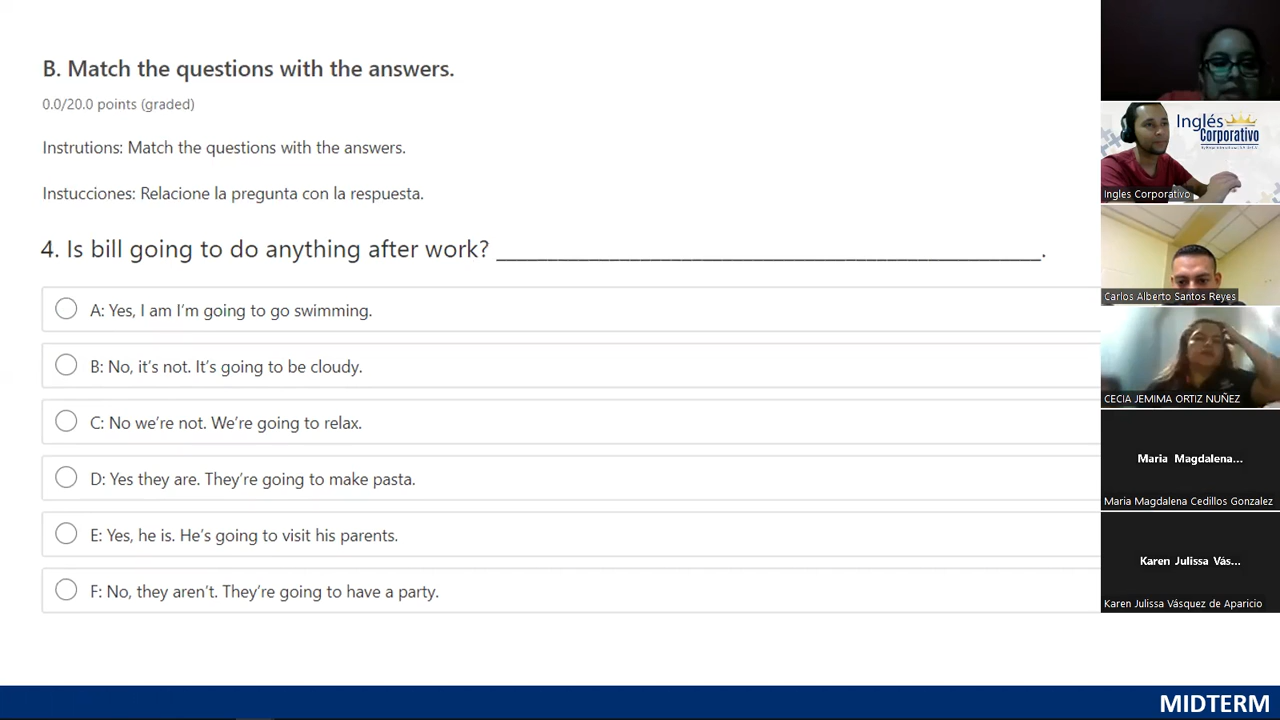 B. Match the questions with the answers.
0.0/20.0 points (graded)
Instrutions: Match the questions with the answers.
Instucciones: Relacione la pregunta con la respuesta.
4. Is bill going to do anything after work? ______________________________________________.
A: Yes, I am I’m going to go swimming.
B: No, it’s not. It’s going to be cloudy.
C: No we’re not. We’re going to relax.
D: Yes they are. They’re going to make pasta.
E: Yes, he is. He’s going to visit his parents.
F: No, they aren’t. They’re going to have a party.
MIDTERM
Inglés
Corporativo
Ingles Corporativo
Carlos Alberto Santos Reyes
CECIA JEMIMA ORTIZ NUÑEZ
Maria Magdalena...
Maria Magdalena Cedillos Gonzalez
Karen Julissa Vás...
Karen Julissa Vásquez de Aparicio